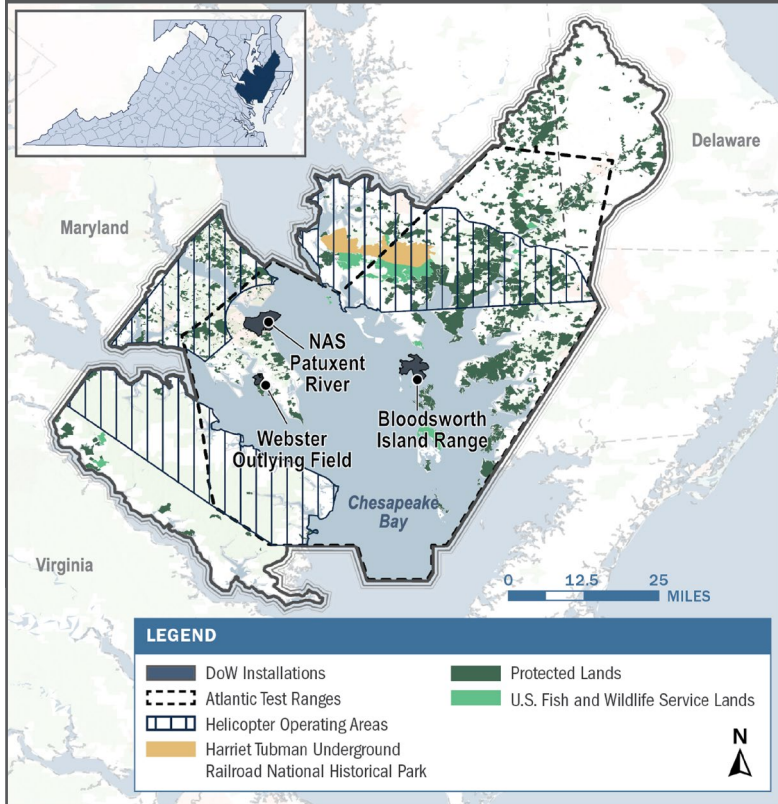 Delaware
Maryland
NAS
Patuxent
River
Bloodsworth
Island Range
Webster
Outlying Field
Chesapeake
Bay
Virginia
0 12.5 25
MILES
LEGEND
DoW Installations
Atlantic Test Ranges
Helicopter Operating Areas
Harriet Tubman Underground
Railroad National Historical Park
Protected Lands
U.S. Fish and Wildlife Service Lands
N